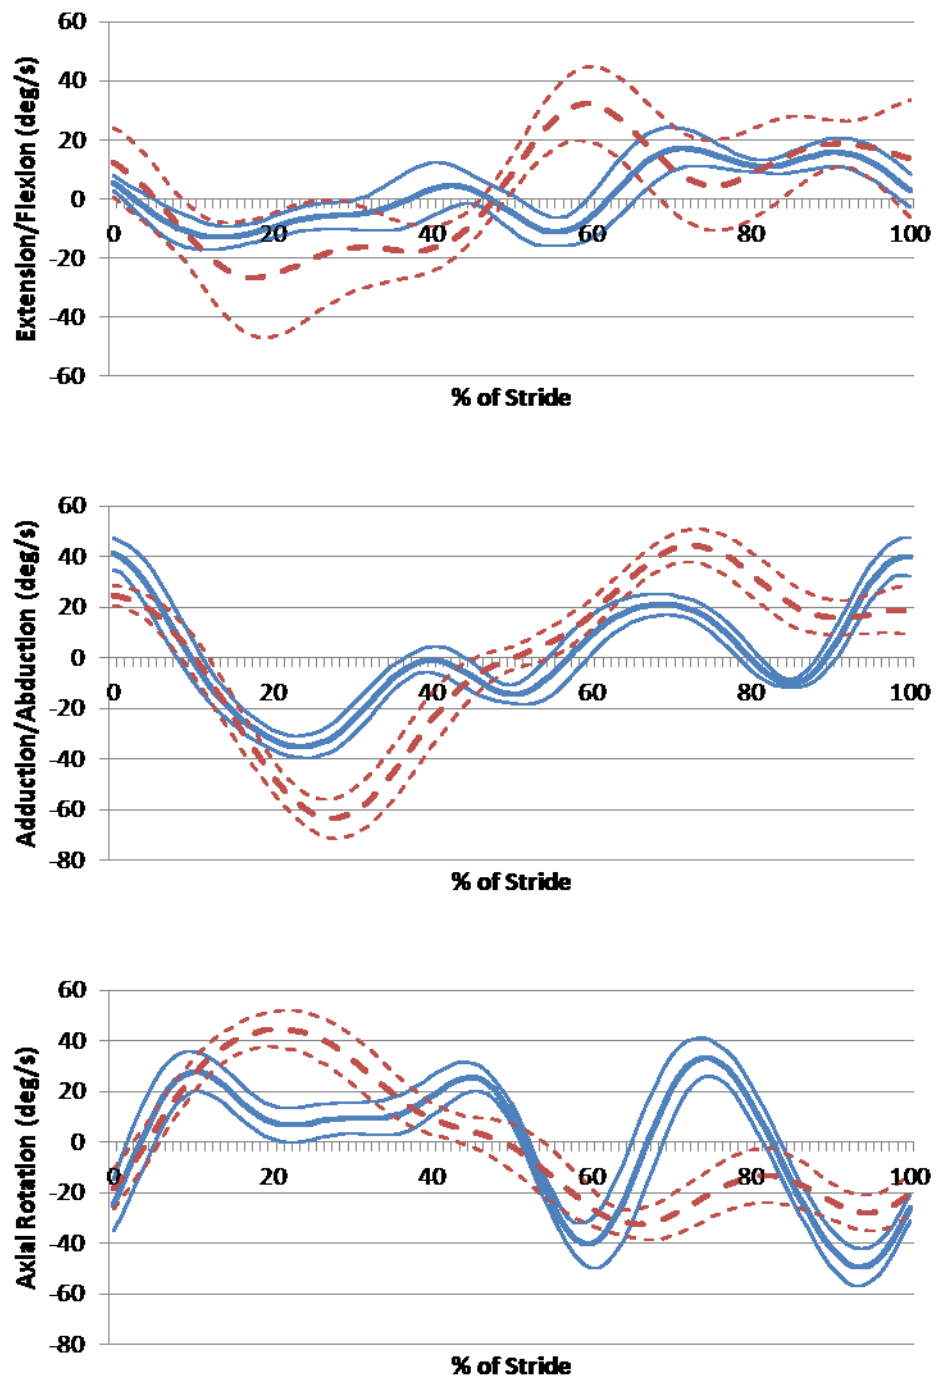 Extension/Flexion (deg/s)
60
40
20
0
-20
-40
-60
0 20 40 60 80 100
% of Stride
Adduction/Abduction (deg/s)
60
40
20
0
-20
-40
-60
-80
0 20 40 60 80 100
% of Stride
Axial Rotation (deg/s)
60
40
20
0
-20
-40
-60
-80
0 20 40 60 80 100
% of Stride